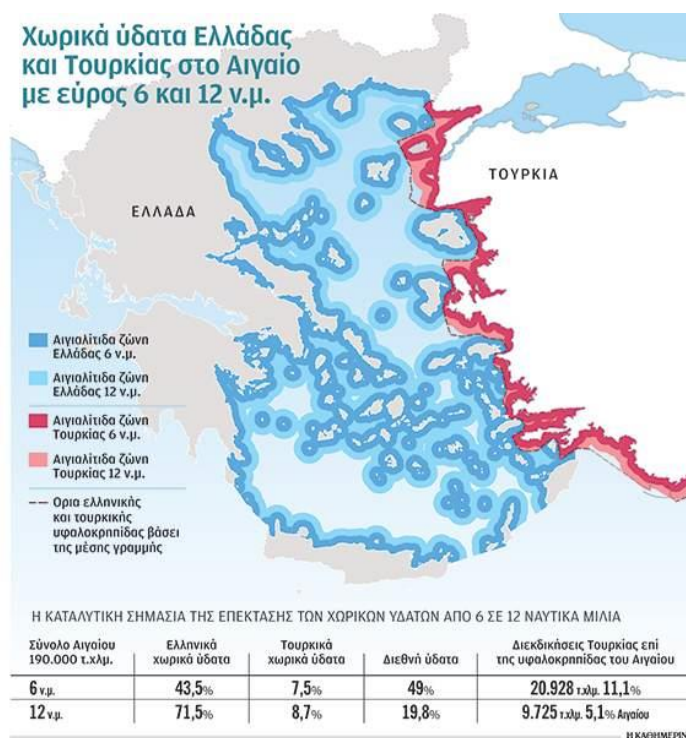 Χωρικά ύδατα Ελλάδας
και Τουρκίας στο Αιγαίο
με εύρος 6 και 12 ν.μ.
ΤΟΥΡΚΙΑ
ΕΛΛΑΔΑ
Αιγιαλίτιδα ζώνη
Ελλάδας 6 ν.μ.
Αιγιαλίτιδα ζώνη
Ελλάδας 12 ν.μ.
Αιγιαλίτιδα ζώνη
Τουρκίας 6 ν.μ.
Αιγιαλίτιδα ζώνη
Τουρκίας 12 ν.μ.
Ορια ελληνικής
και τουρκικής
υφαλοκρηπίδας βάσει
της μέσης γραμμής
Η ΚΑΤΑΛΥΤΙΚΗ ΣΗΜΑΣΙΑ ΤΗΣ ΕΠΕΚΤΑΣΗΣ ΤΩΝ ΧΩΡΙΚΩΝ ΥΔΑΤΩΝ ΑΠΟ 6 ΣΕ 12 ΝΑΥΤΙΚΑ ΜΙΛΙΑ
Σύνολο Αιγαίου Ελληνικά Τουρκικά Διεκδικήσεις Τουρκίας επί
190.000 τ.χλμ. χωρικά ύδατα χωρικά ύδατα Διεθνή ύδατα της υφαλοκρηπίδας του Αιγαίου
6 ν.μ. 43,5% 7,5% 49% 20.928 τ.χλμ. 11,1%
12 ν.μ. 71,5% 8,7% 19,8% 9.725 τ.χλμ. 5,1% Αιγαίου
Η ΚΑΘΗΜΕΡΙΝ